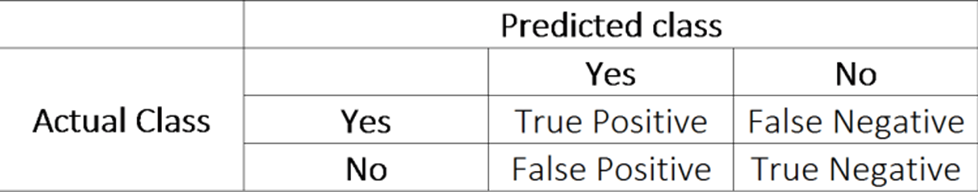 Predicted class
Yes No
Actual Class Yes True Positive False Negative
No False Positive True Negative